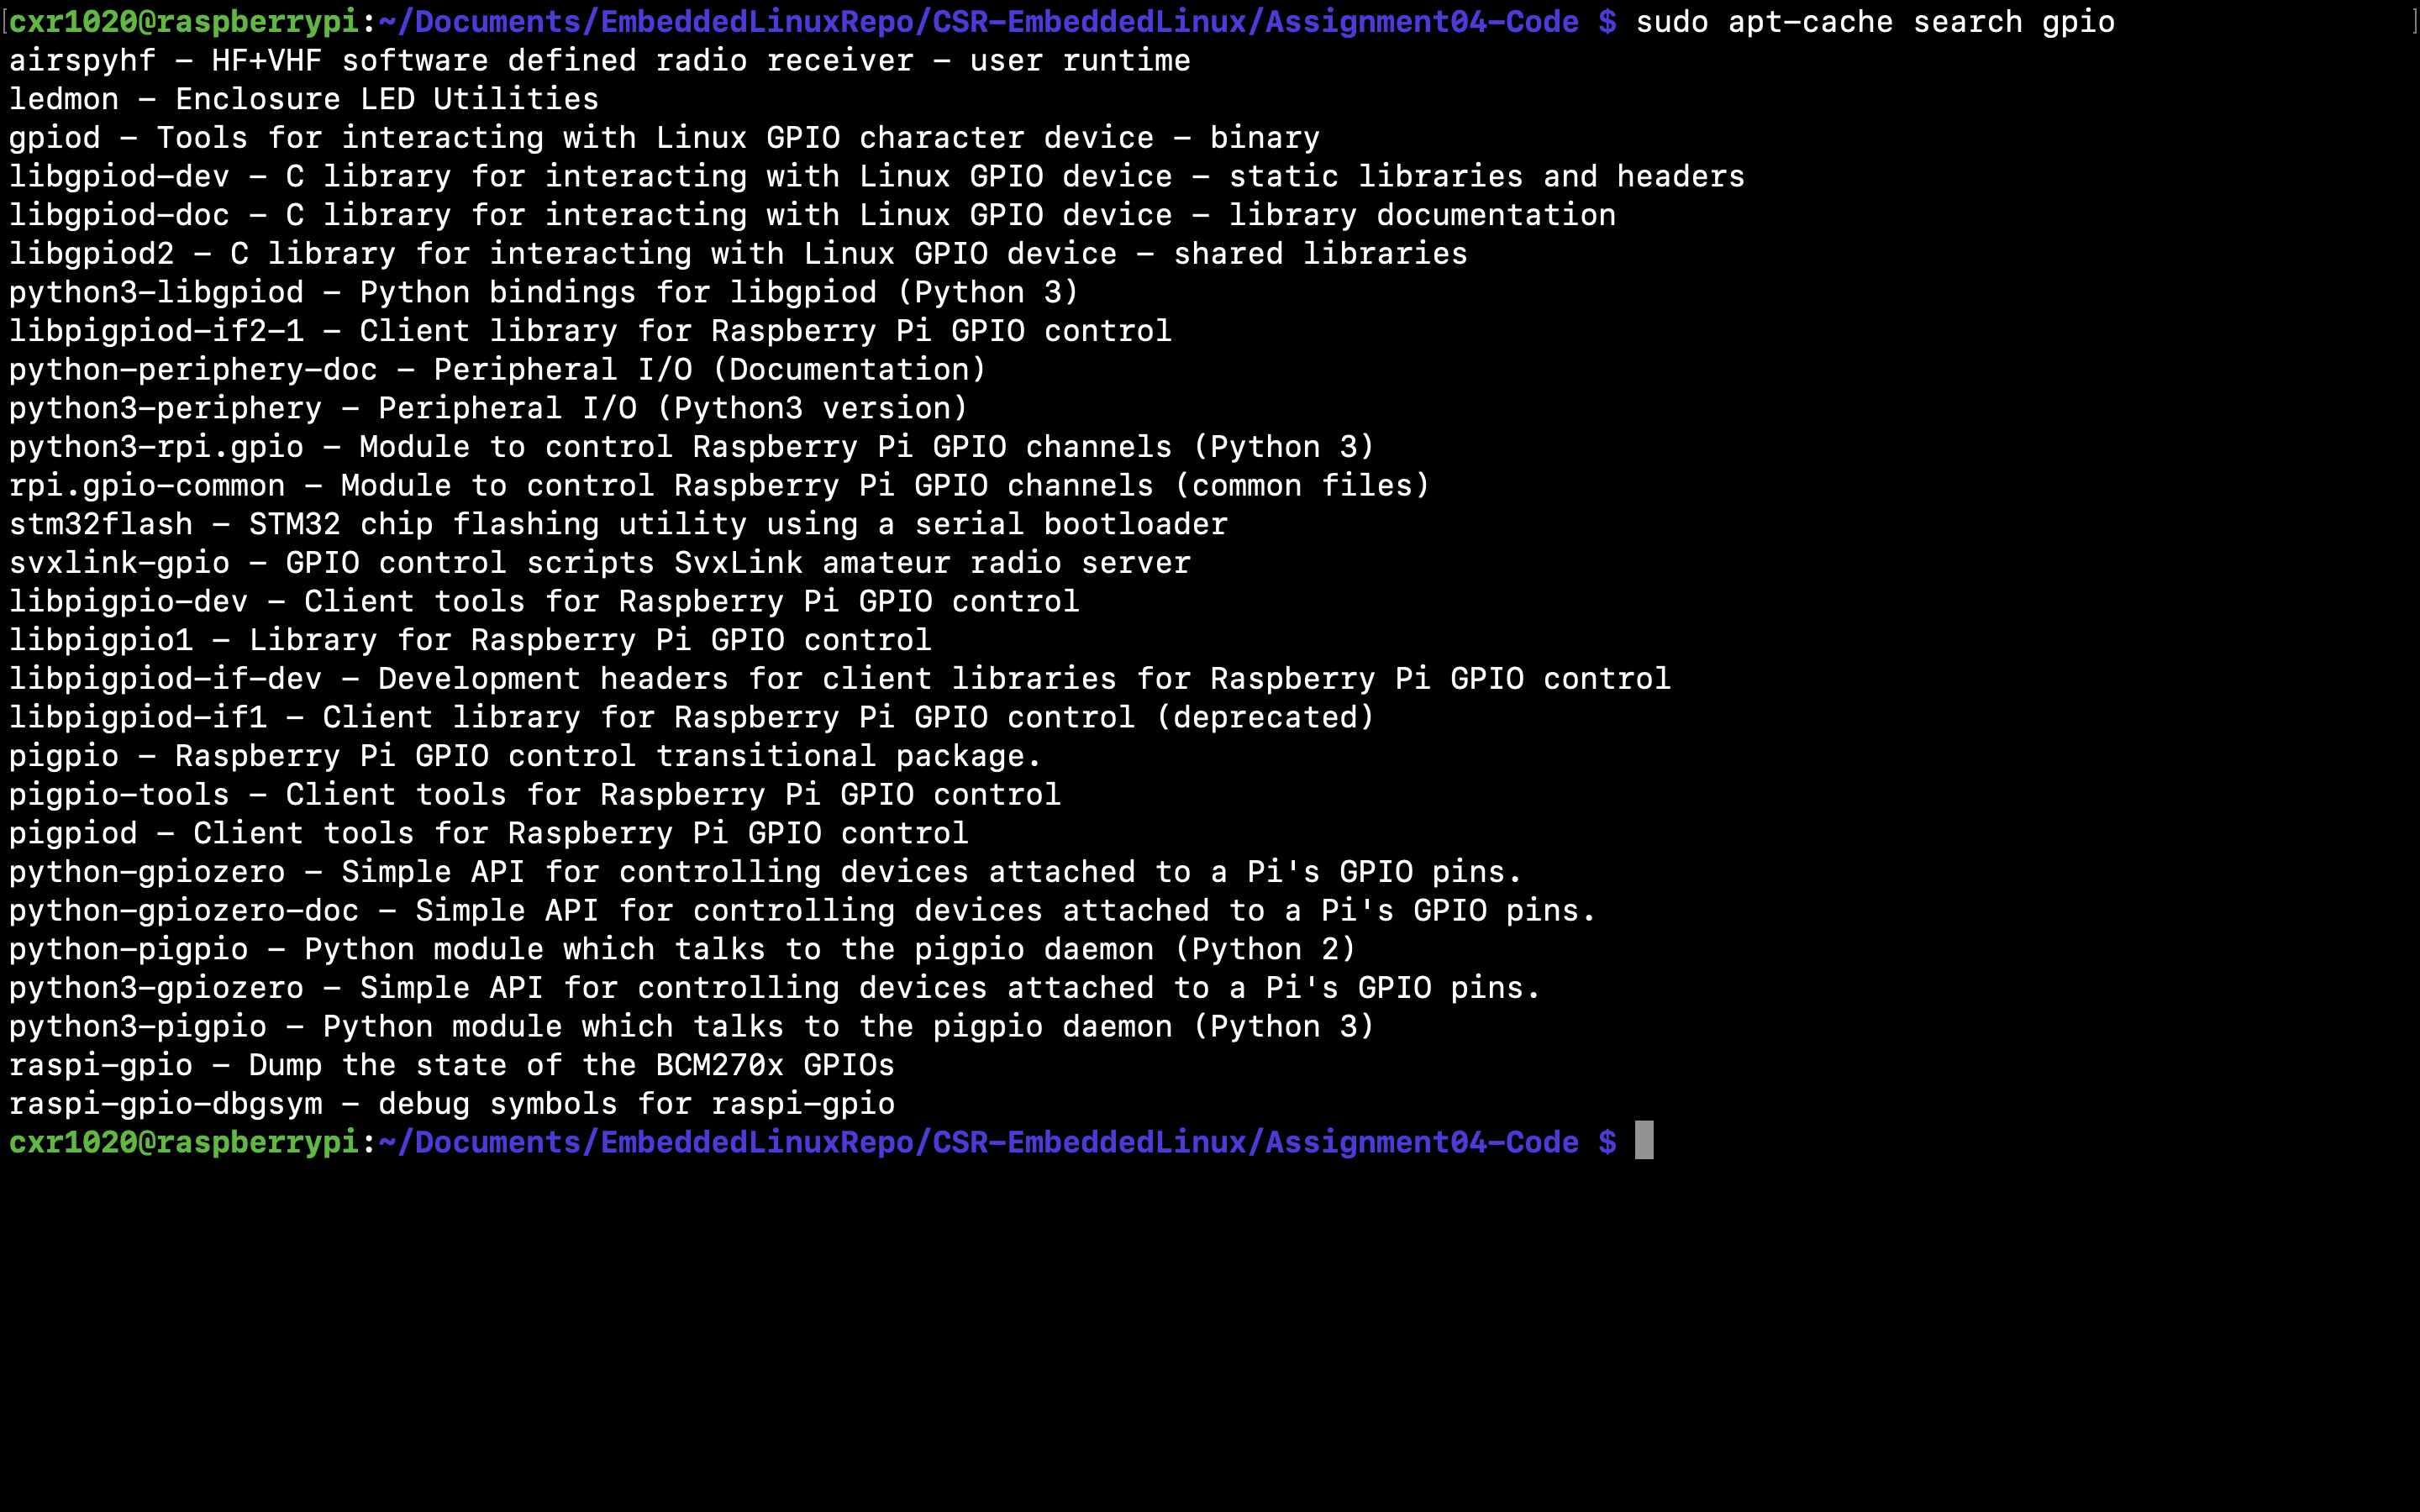 [cxr1020@raspberrypi:~/Documents/EmbeddedLinuxRepo/CSR-EmbeddedLinux/Assignment04-Code $ sudo apt-cache search gpio ]
airspyhf - HF+VHF software defined radio receiver - user runtime
ledmon - Enclosure LED Utilities
gpiod - Tools for interacting with Linux GPIO character device - binary
libgpiod-dev - C library for interacting with Linux GPIO device - static libraries and headers
libgpiod-doc - C library for interacting with Linux GPIO device - library documentation
libgpiod2 - C library for interacting with Linux GPIO device - shared libraries
python3-libgpiod - Python bindings for libgpiod (Python 3)
libpigpiod-if2-1 - Client library for Raspberry Pi GPIO control
python-periphery-doc - Peripheral I/O (Documentation)
python3-periphery - Peripheral I/O (Python3 version)
python3-rpi.gpio - Module to control Raspberry Pi GPIO channels (Python 3)
rpi.gpio-common - Module to control Raspberry Pi GPIO channels (common files)
stm32flash - STM32 chip flashing utility using a serial bootloader
svxlink-gpio - GPIO control scripts SvxLink amateur radio server
libpigpio-dev - Client tools for Raspberry Pi GPIO control
libpigpio1 - Library for Raspberry Pi GPIO control
libpigpiod-if-dev - Development headers for client libraries for Raspberry Pi GPIO control
libpigpiod-if1 - Client library for Raspberry Pi GPIO control (deprecated)
pigpio - Raspberry Pi GPIO control transitional package.
pigpio-tools - Client tools for Raspberry Pi GPIO control
pigpiod - Client tools for Raspberry Pi GPIO control
python-gpiozero - Simple API for controlling devices attached to a Pi's GPIO pins.
python-gpiozero-doc - Simple API for controlling devices attached to a Pi's GPIO pins.
python-pigpio - Python module which talks to the pigpio daemon (Python 2)
python3-gpiozero - Simple API for controlling devices attached to a Pi's GPIO pins.
python3-pigpio - Python module which talks to the pigpio daemon (Python 3)
raspi-gpio - Dump the state of the BCM270x GPIOs
raspi-gpio-dbgsym - debug symbols for raspi-gpio
cxr1020@raspberrypi:~/Documents/EmbeddedLinuxRepo/CSR-EmbeddedLinux/Assignment04-Code $